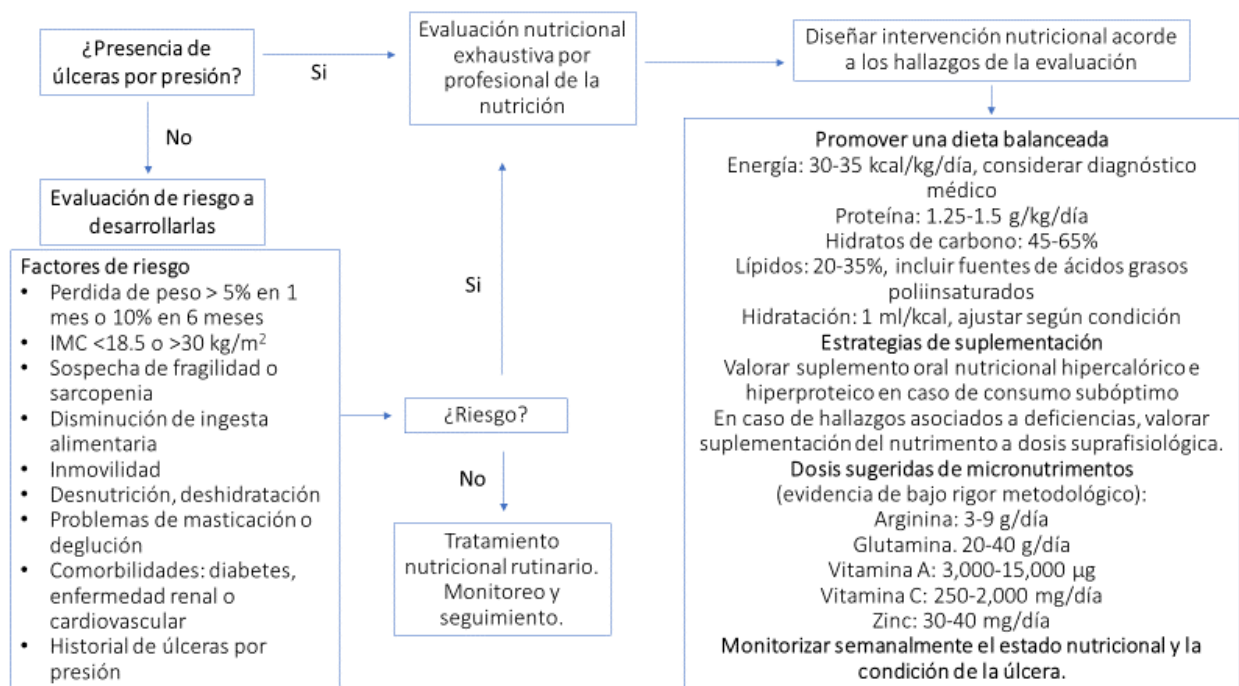 ¿Presencia de
úlceras por presión?
Si
No
Evaluación de riesgo a
desarrollarlas
Factores de riesgo
• Perdida de peso > 5% en 1
mes o 10% en 6 meses
• IMC <18.5 o >30 kg/m²
• Sospecha de fragilidad o
sarcopenia
• Disminución de ingesta
alimentaria
• Inmovilidad
• Desnutrición, deshidratación
• Problemas de masticación o
deglución
• Comorbilidades: diabetes,
enfermedad renal o
cardiovascular
• Historial de úlceras por
presión
Evaluación nutricional
exhaustiva por
profesional de la
nutrición
Si
¿Riesgo?
No
Tratamiento
nutricional rutinario.
Monitoreo y
seguimiento.
Diseñar intervención nutricional acorde
a los hallazgos de la evaluación
Promover una dieta balanceada
Energía: 30-35 kcal/kg/día, considerar diagnóstico
médico
Proteína: 1.25-1.5 g/kg/día
Hidratos de carbono: 45-65%
Lípidos: 20-35%, incluir fuentes de ácidos grasos
poliinsaturados
Hidratación: 1 ml/kcal, ajustar según condición
Estrategias de suplementación
Valorar suplemento oral nutricional hipercalórico e
hiperproteico en caso de consumo subóptimo
En caso de hallazgos asociados a deficiencias, valorar
suplementación del nutrimento a dosis suprafisiológica.
Dosis sugeridas de micronutrimentos
(evidencia de bajo rigor metodológico):
Arginina: 3-9 g/día
Glutamina. 20-40 g/día
Vitamina A: 3,000-15,000 µg
Vitamina C: 250-2,000 mg/día
Zinc: 30-40 mg/día
Monitorizar semanalmente el estado nutricional y la
condición de la úlcera.